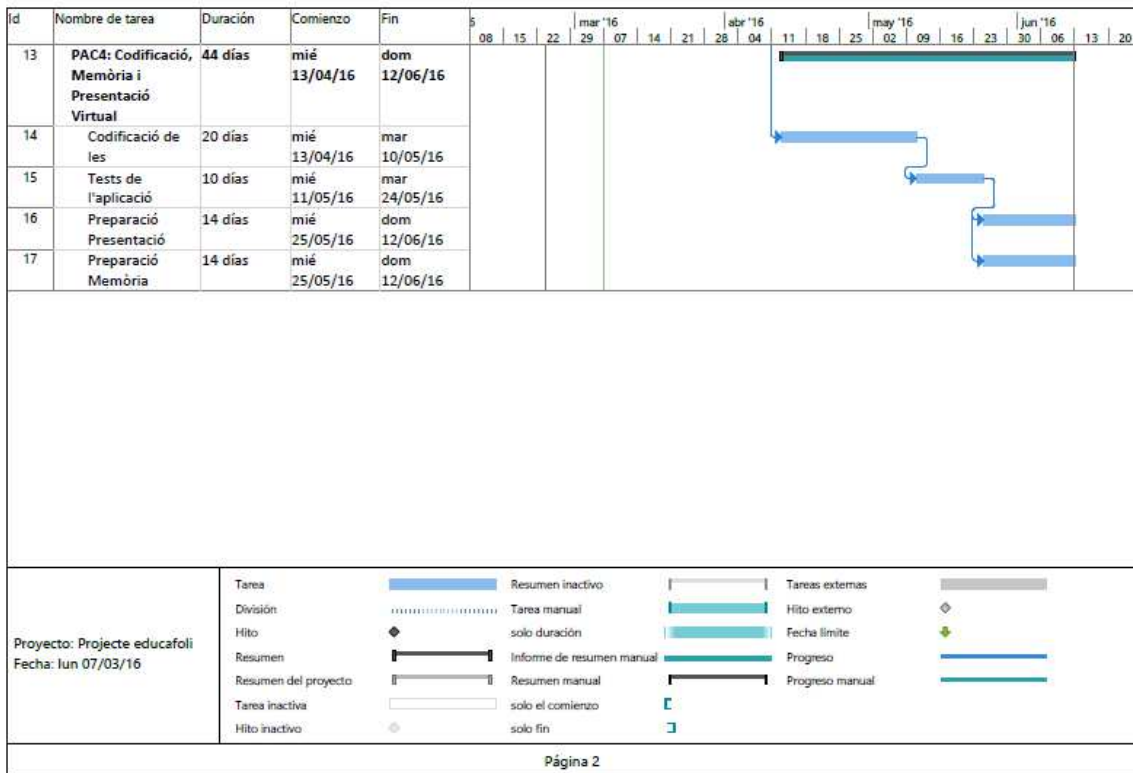 Id Nombre de tarea Duración Comienzo Fin
6 mar '16 abr '16 may '16 jun '16
08 15 22 29 07 14 21 28 04 11 18 25 02 09 16 23 30 06 13 20
13 PAC4: Codificació, 44 días mié dom
Memòria i 13/04/16 12/06/16
Presentació
Virtual
14 Codificació de 20 días mié mar
les 13/04/16 10/05/16
15 Tests de 10 días mié mar
l'aplicació 11/05/16 24/05/16
16 Preparació 14 días mié dom
Presentació 25/05/16 12/06/16
17 Preparació 14 días mié dom
Memòria 25/05/16 12/06/16
Proyecto: Projecte educafoli
Fecha: lun 07/03/16
Tarea Resumen inactivo Tareas externas
División Tarea manual Hito externo
Hito solo duración Fecha límite
Resumen Informe de resumen manual Progreso
Resumen del proyecto Resumen manual Progreso manual
Tarea inactiva solo el comienzo
Hito inactivo solo fin
Página 2